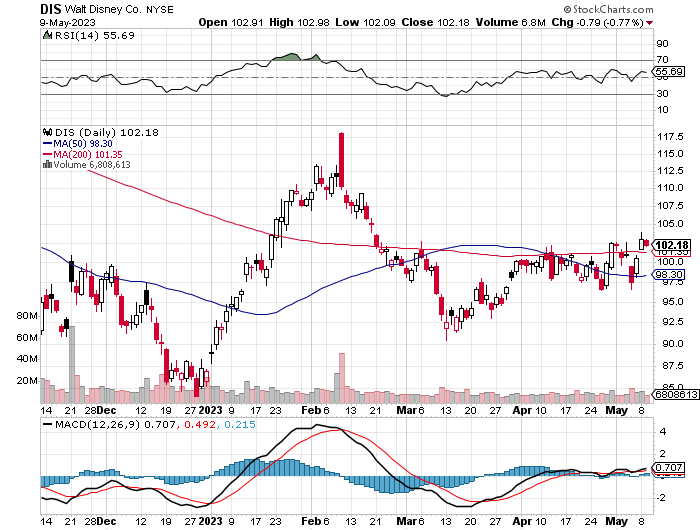 DIS Walt Disney Co. NYSE
© StockCharts.com
9-May-2023
Open 102.91 High 102.98 Low 102.09 Close 102.18 Volume 6.8M Chg -0.79 (-0.77%)
RSI(14) 55.69
90
70
55.69
30
10
DIS (Daily) 102.18
MA(50) 98.30
MA(200) 101.35
Volume 6,808,613
117.5
115.0
112.5
110.0
107.5
105.0
102.18
101.35
100.0
98.30
97.5
95.0
92.5
90.0
87.5
85.0
80M
60M
40M
20M
6808613
14 21 28 Dec 12 19 27 2023 9 17 23 Feb 6 13 21 Mar 6 13 20 27 Apr 10 17 24 May 8
MACD(12,26,9) 0.707, 0.492, 0.215
4
2
0.707
-2
14 21 28 Dec 12 19 27 2023 9 17 23 Feb 6 13 21 Mar 6 13 20 27 Apr 10 17 24 May 8